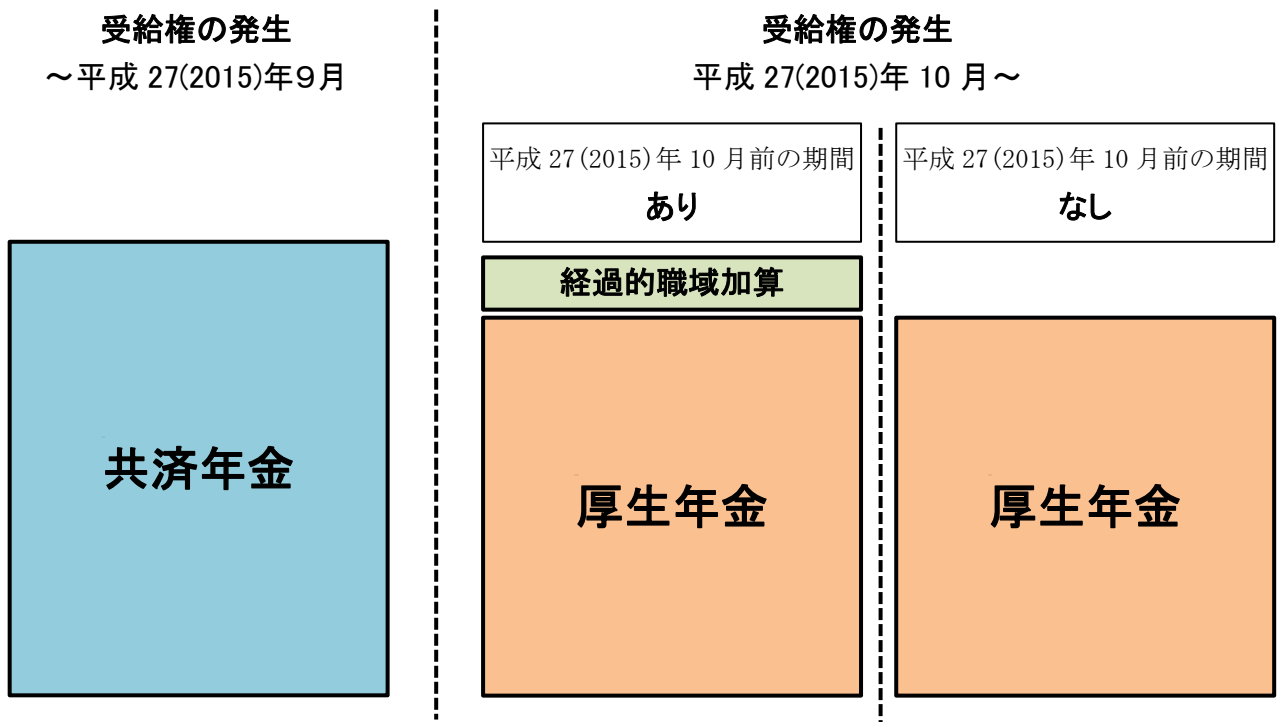 受給権の発生
～平成 27(2015)年９月
共済年金
受給権の発生
平成 27(2015)年 10 月～
平成 27(2015)年 10 月前の期間
あり
経過的職域加算
厚生年金
平成 27(2015)年 10 月前の期間
なし
厚生年金